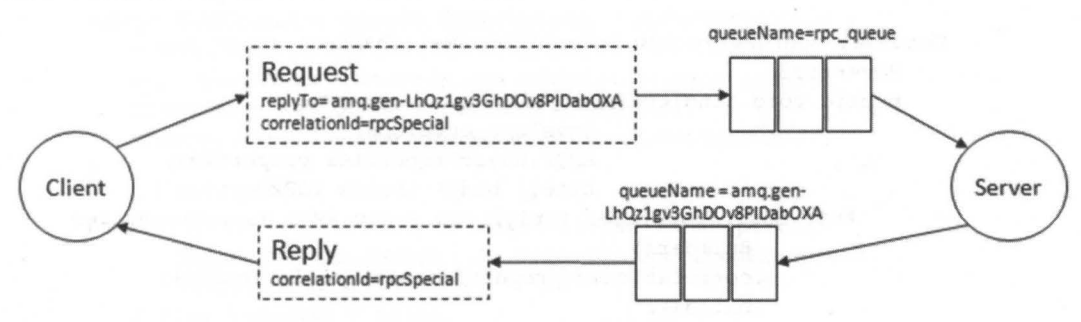 queueName=rpc_queue
Request
replyTo= amq.gen-LhQz1gv3GhDOv8PIDabOXA
correlationId=rpcSpecial
Client
Server
queueName = amq.gen-
LhQz1gv3GhDOv8PIDabOXA
Reply
correlationId=rpcSpecial